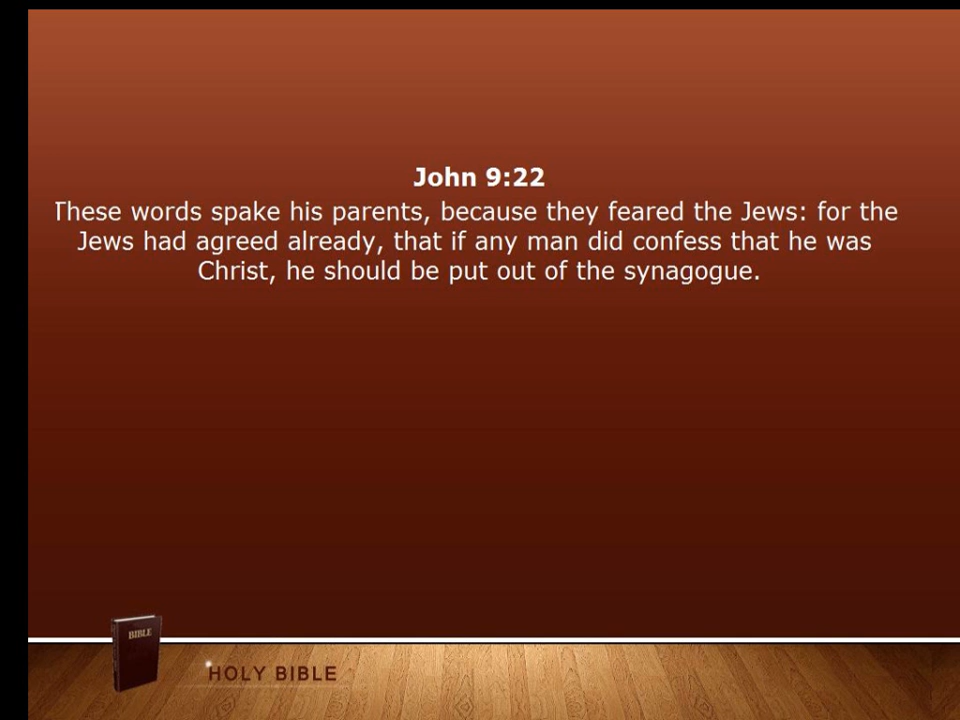 John 9:22
These words spake his parents, because they feared the Jews: for the
Jews had agreed already, that if any man did confess that he was
Christ, he should be put out of the synagogue.
BIBLE
HOLY BIBLE